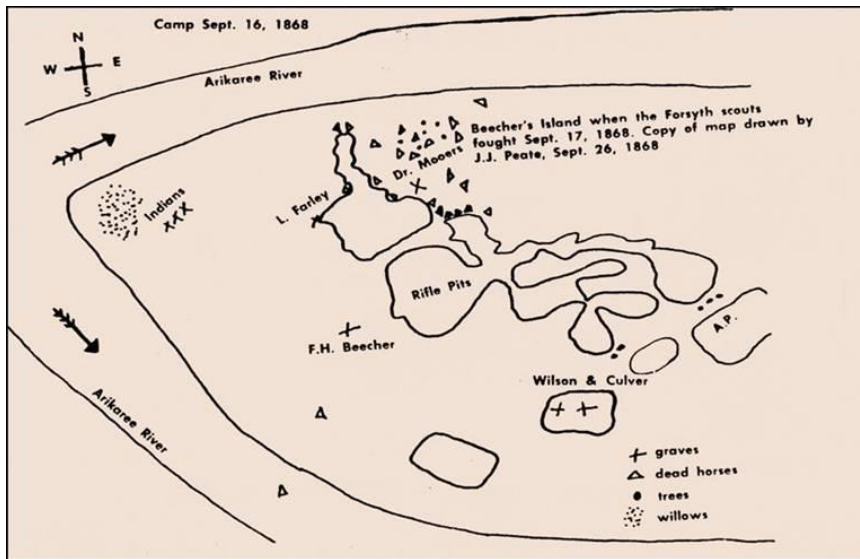 Camp Sept. 16, 1868
N
W E
S
Arikaree River
Beecher's Island when the Forsyth scouts
fought Sept. 17, 1868. Copy of map drawn by
J.J. Peate, Sept. 26, 1868
Dr. Mooers
Indians
L. Farley
Rifle Pits
A.P.
F.H. Beecher
Wilson & Culver
Arikaree River
graves
dead horses
trees
willows